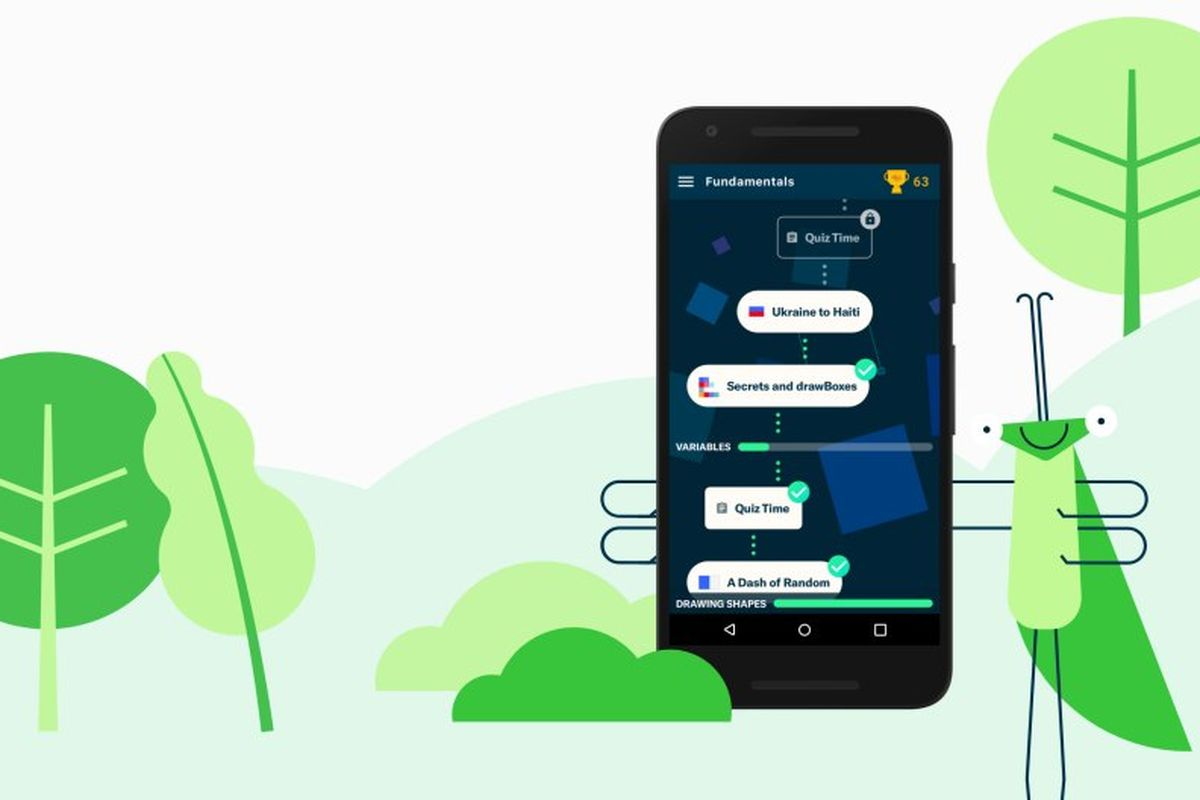 Fundamentals 63
Quiz Time
Ukraine to Haiti
Secrets and drawBoxes
VARIABLES
Quiz Time
A Dash of Random
DRAWING SHAPES